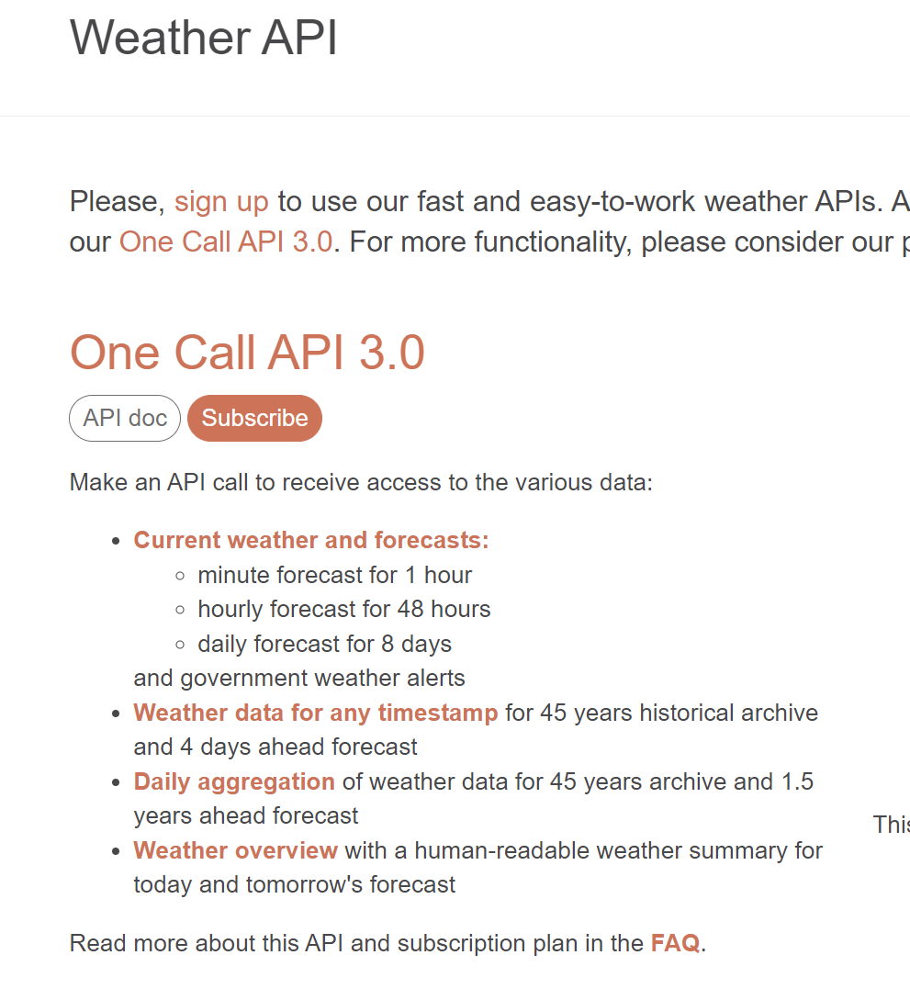 Weather API
Please, sign up to use our fast and easy-to-work weather APIs.
our One Call API 3.0. For more functionality, please consider our
One Call API 3.0
API doc Subscribe
Make an API call to receive access to the various data:
Current weather and forecasts:
minute forecast for 1 hour
hourly forecast for 48 hours
daily forecast for 8 days
and government weather alerts
Weather data for any timestamp for 45 years historical archive
and 4 days ahead forecast
Daily aggregation of weather data for 45 years archive and 1.5
years ahead forecast
Weather overview with a human-readable weather summary for
today and tomorrow's forecast
Read more about this API and subscription plan in the FAQ.